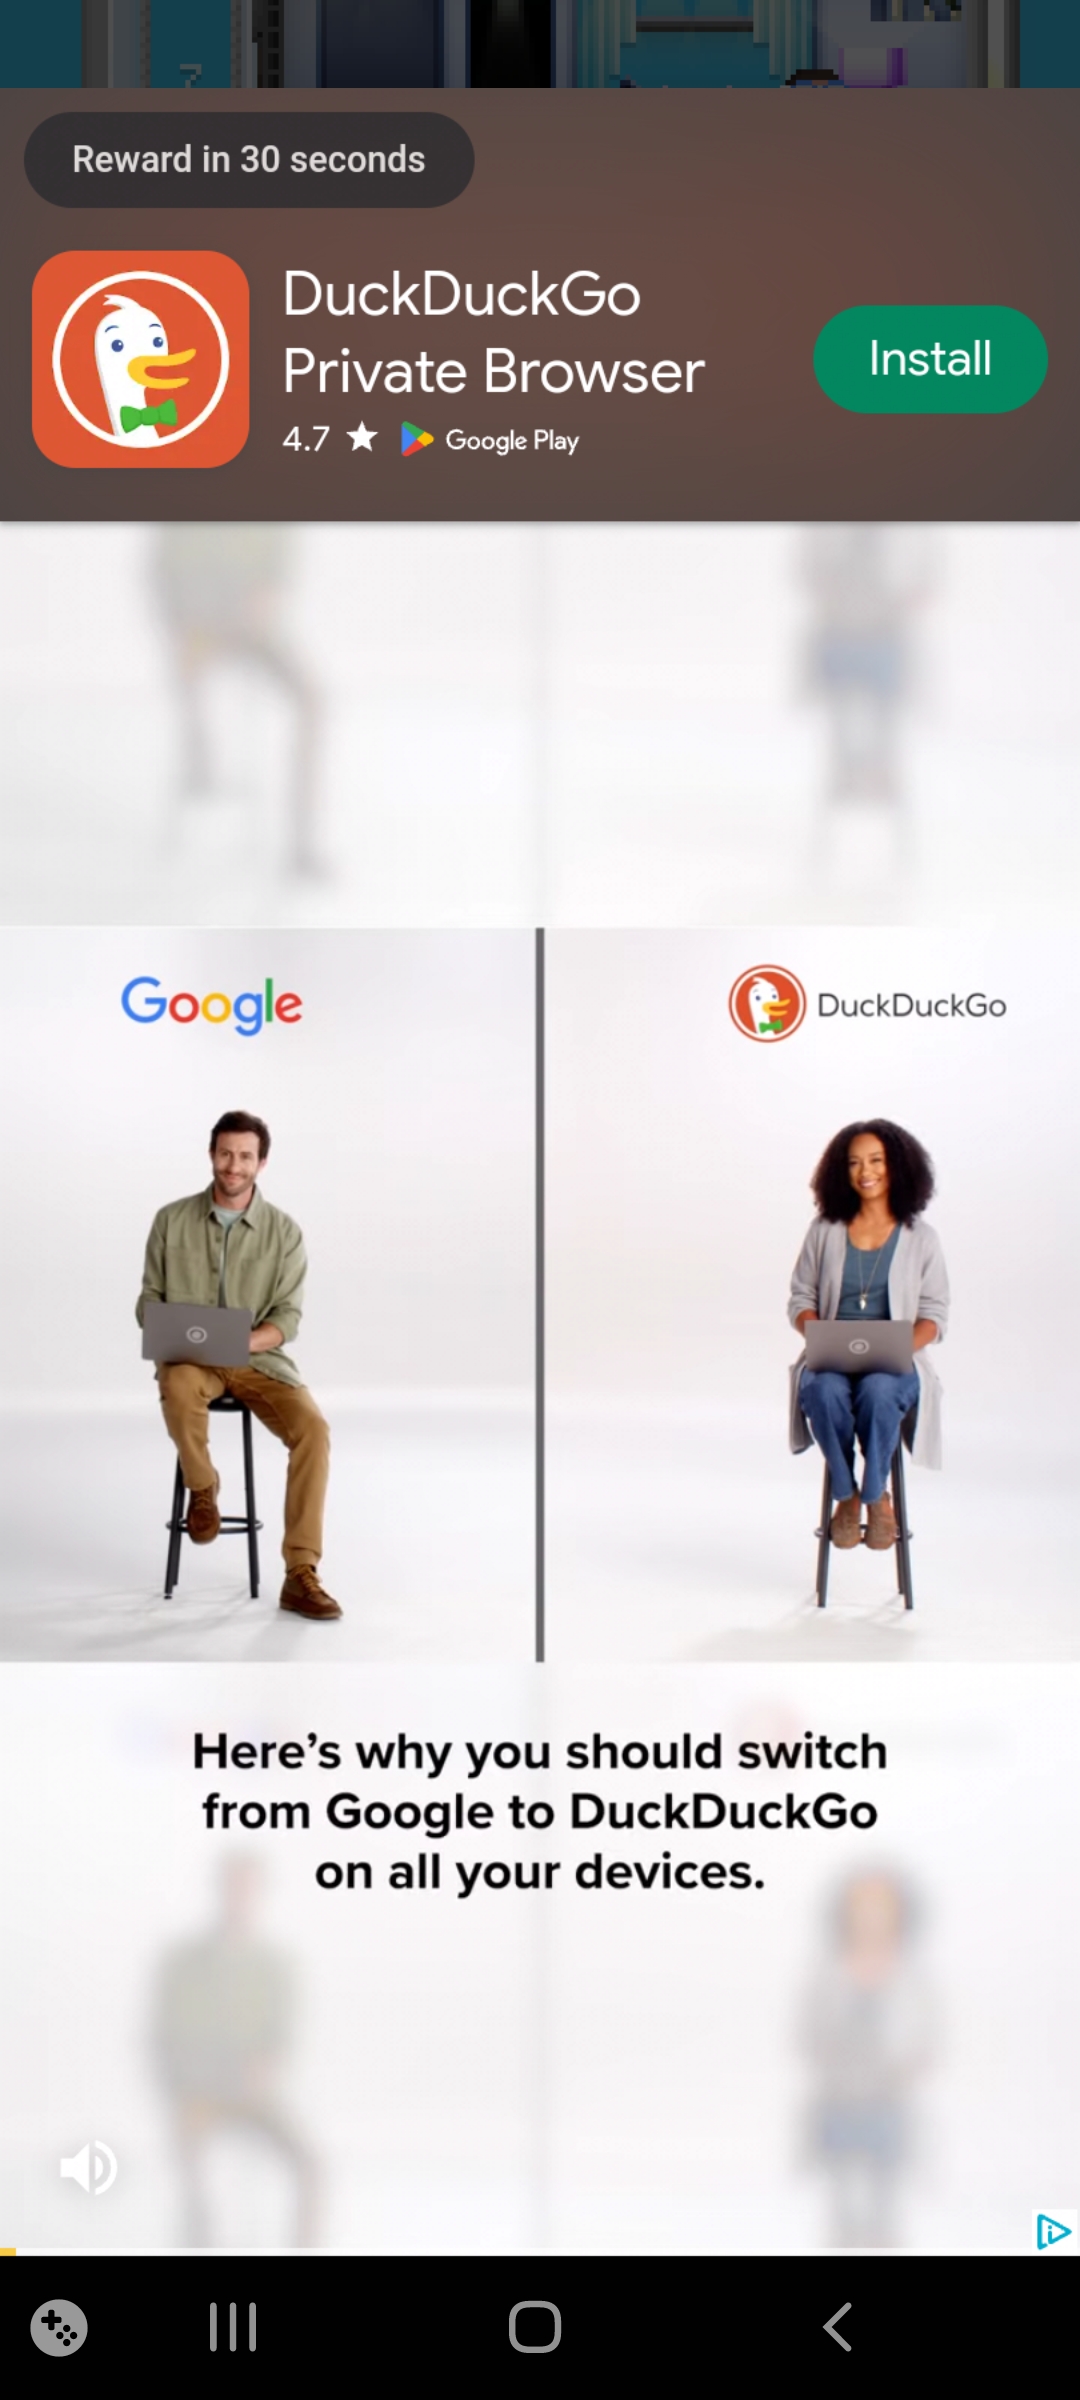 Reward in 30 seconds
DuckDuckGo
Private Browser
4.7 ★ Google Play
Install
Google
DuckDuckGo
Here’s why you should switch
from Google to DuckDuckGo
on all your devices.